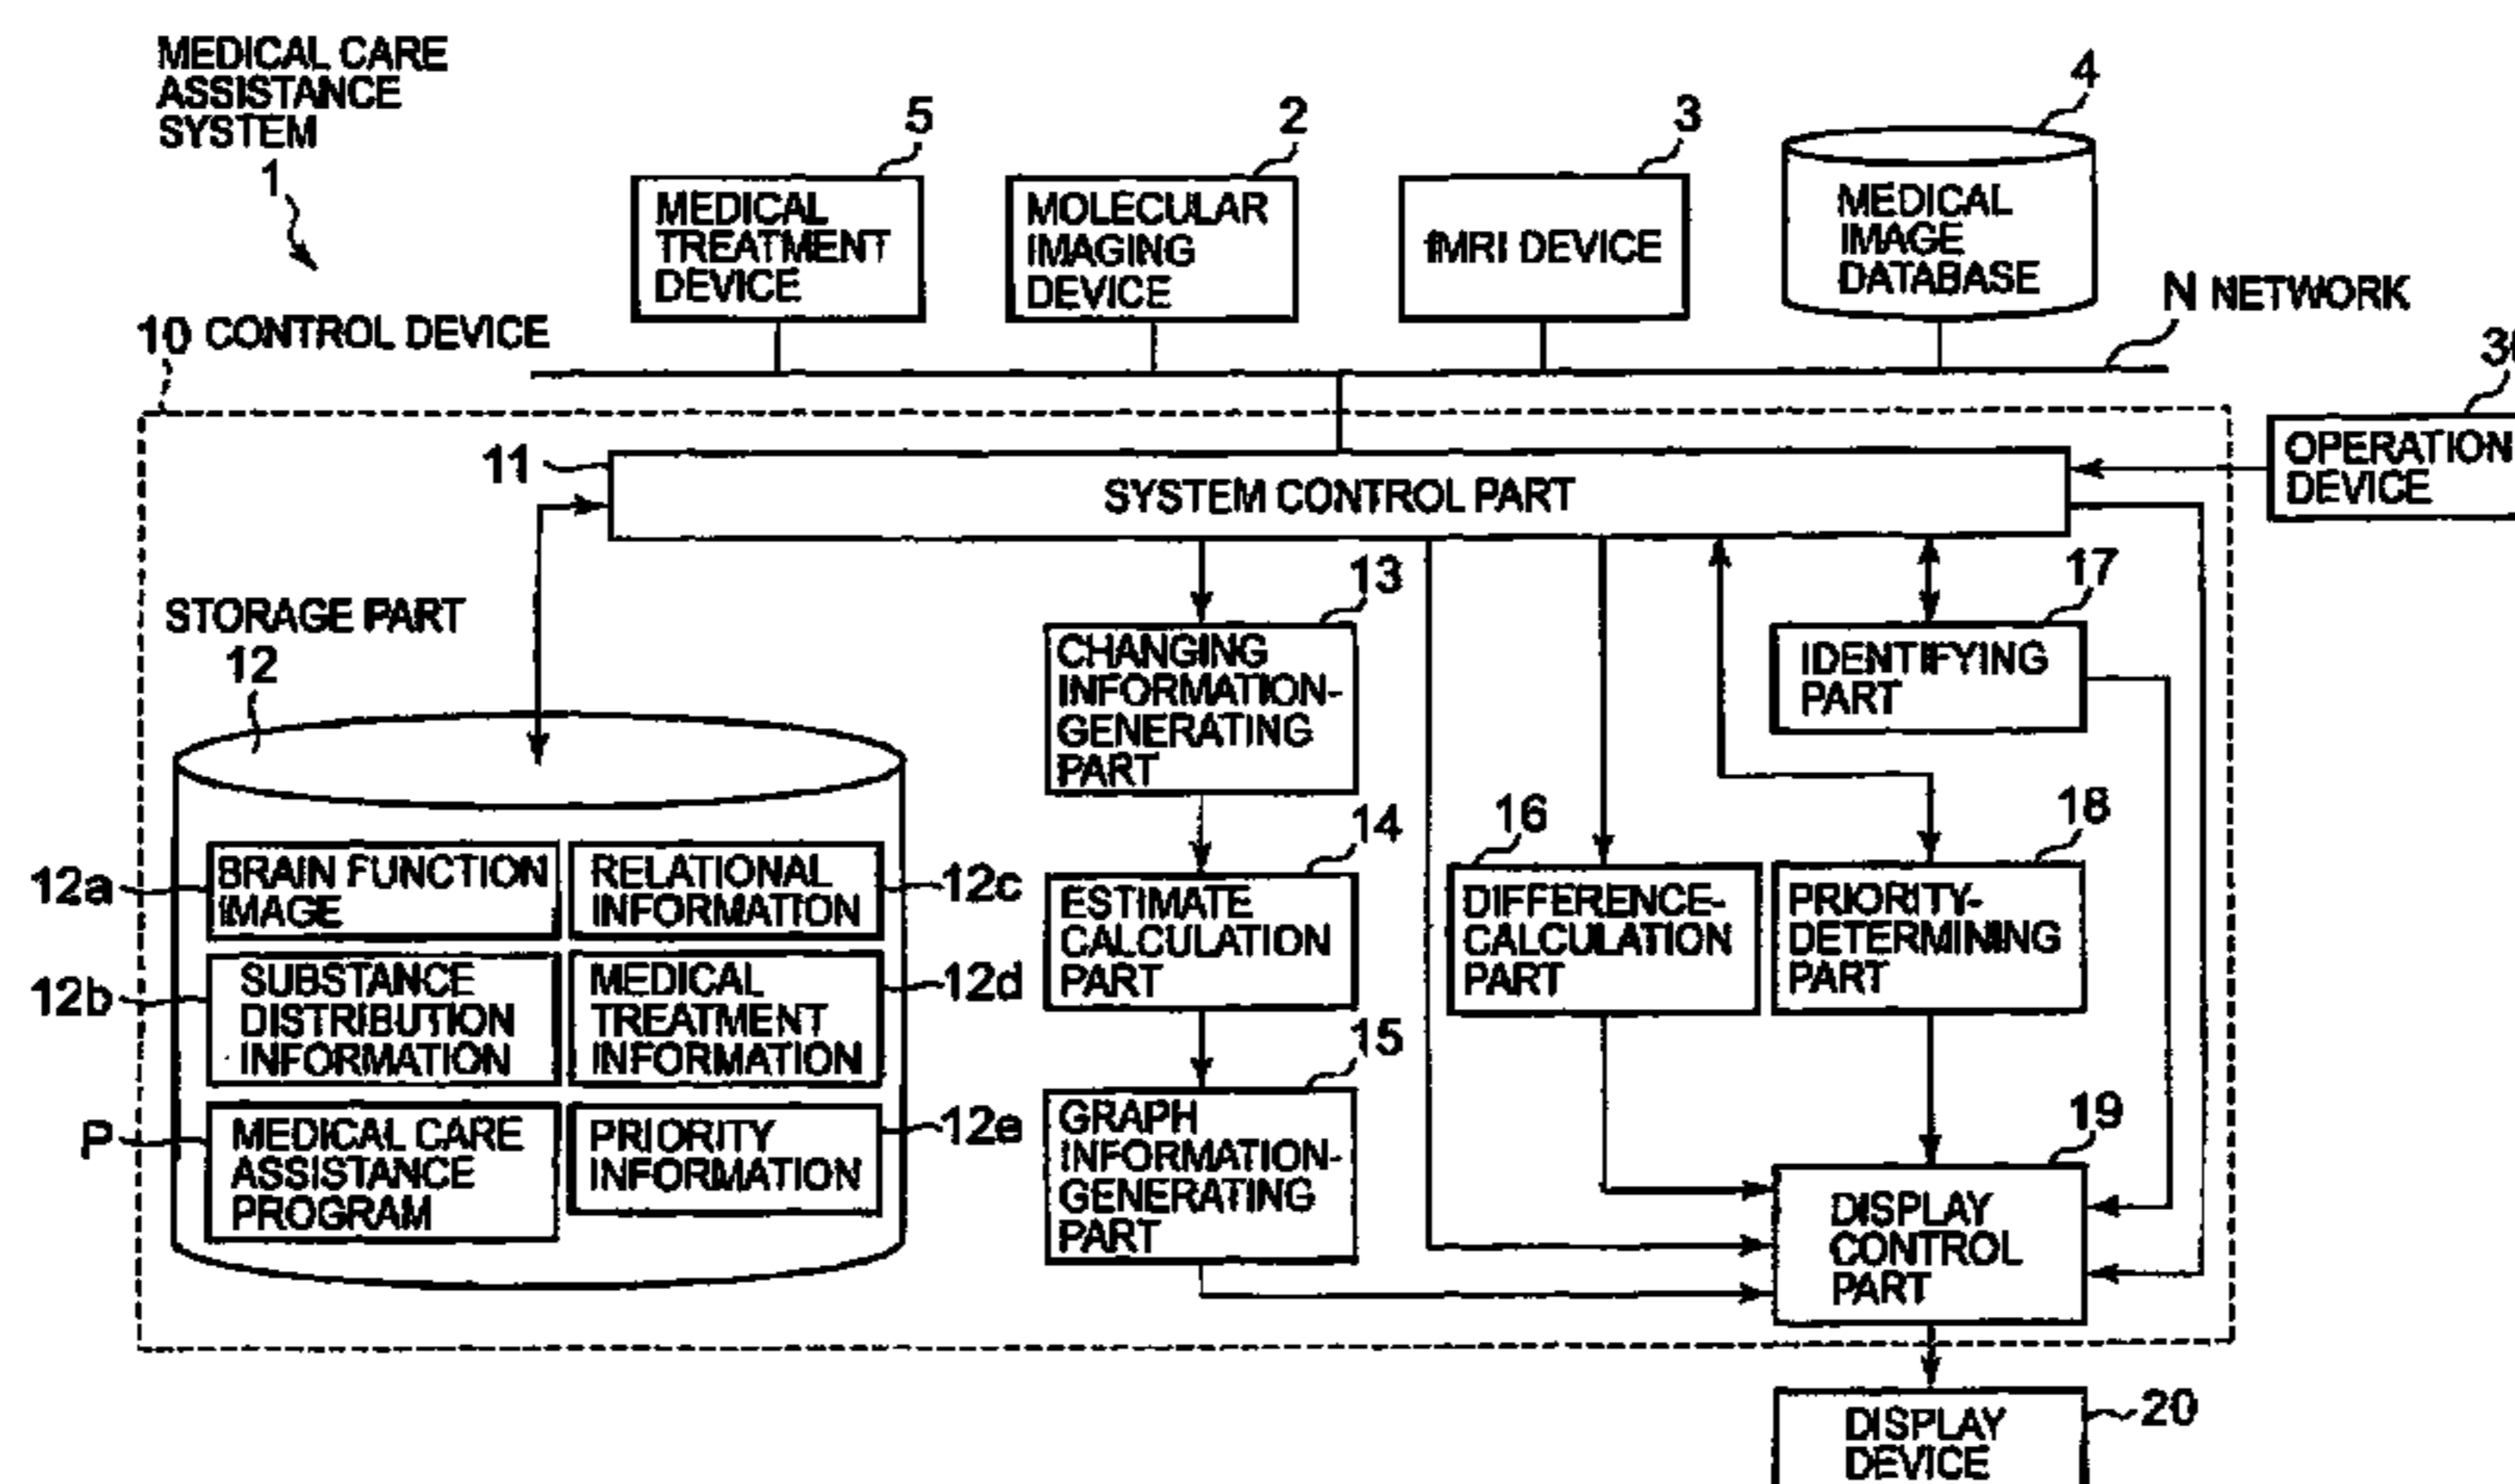 MEDICAL CARE
ASSISTANCE
SYSTEM
1
5
MEDICAL
TREATMENT
DEVICE
2
MOLECULAR
IMAGING
DEVICE
3
fMRI DEVICE
4
MEDICAL
IMAGE
DATABASE
N NETWORK
10 CONTROL DEVICE
OPERATION
DEVICE
11
SYSTEM CONTROL PART
STORAGE PART
12
12a
BRAIN FUNCTION
IMAGE
RELATIONAL
INFORMATION
12c
12b
SUBSTANCE
DISTRIBUTION
INFORMATION
MEDICAL
TREATMENT
INFORMATION
12d
P
MEDICAL CARE
ASSISTANCE
PROGRAM
PRIORITY
INFORMATION
12e
13
CHANGING
INFORMATION-
GENERATING
PART
14
ESTIMATE
CALCULATION
PART
15
GRAPH
INFORMATION-
GENERATING
PART
16
DIFFERENCE-
CALCULATION
PART
17
IDENTIFYING
PART
18
PRIORITY-
DETERMINING
PART
19
DISPLAY
CONTROL
PART
20
DISPLAY
DEVICE